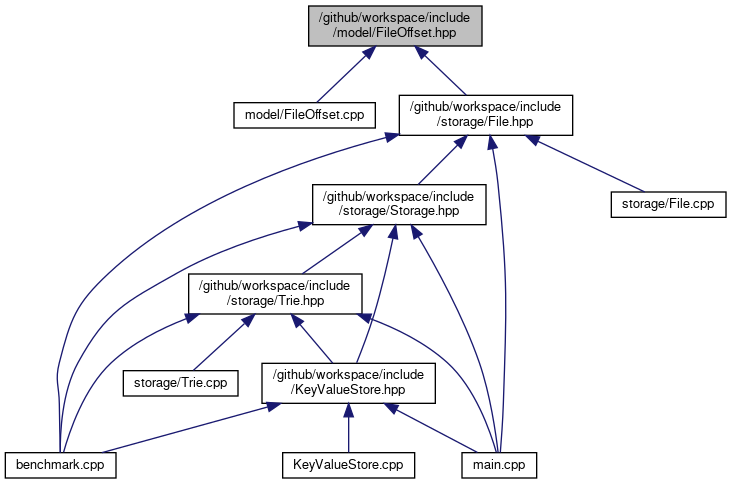 /github/workspace/include
/model/FileOffset.hpp
model/FileOffset.cpp
/github/workspace/include
/storage/File.hpp
/github/workspace/include
/storage/Storage.hpp
storage/File.cpp
/github/workspace/include
/storage/Trie.hpp
storage/Trie.cpp
/github/workspace/include
/KeyValueStore.hpp
benchmark.cpp
KeyValueStore.cpp
main.cpp